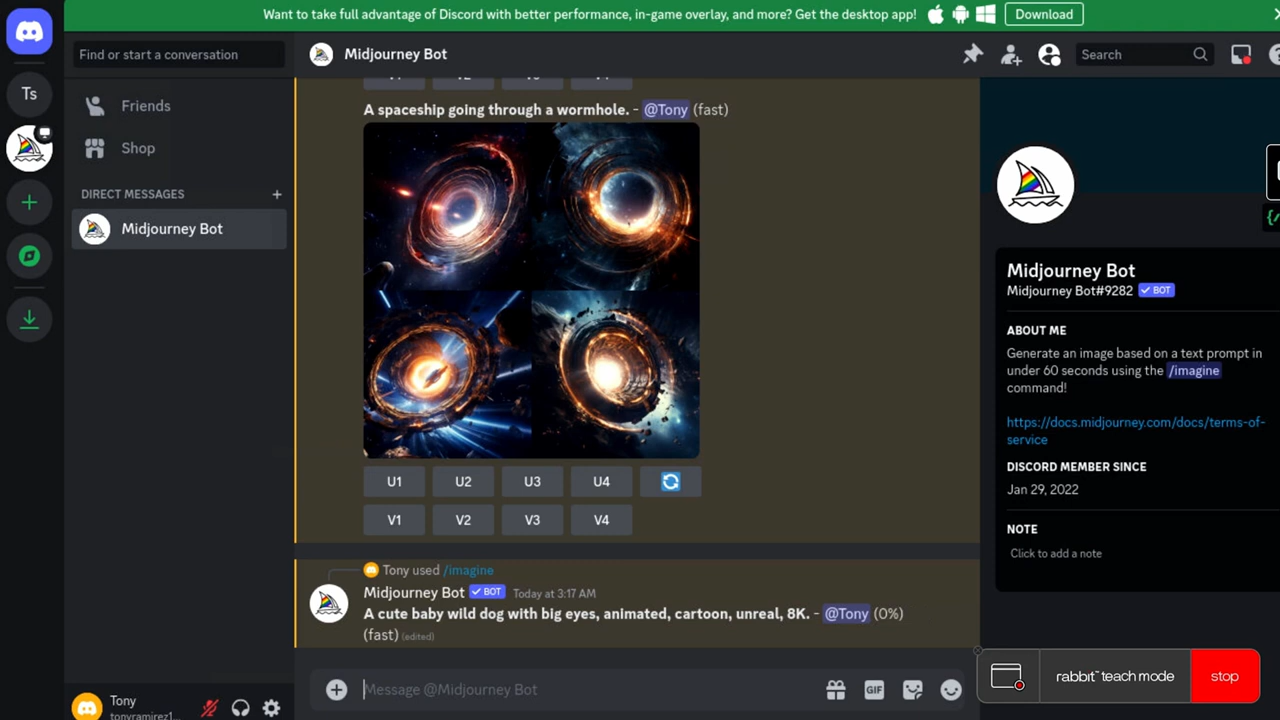 Want to take full advantage of Discord with better performance, in-game overlay, and more? Get the desktop app!
Download
Find or start a conversation
Midjourney Bot
Search
Ts
Friends
Shop
DIRECT MESSAGES
Midjourney Bot
A spaceship going through a wormhole. - @Tony (fast)
U1 U2 U3 U4
V1 V2 V3 V4
Tony used /imagine
Midjourney Bot BOT Today at 3:17 AM
A cute baby wild dog with big eyes, animated, cartoon, unreal, 8K. - @Tony (0%)
(fast) (edited)
Message @Midjourney Bot
GIF
Tony
tonyramirez1...
Midjourney Bot
Midjourney Bot#9282 BOT
ABOUT ME
Generate an image based on a text prompt in
under 60 seconds using the /imagine
command!
https://docs.midjourney.com/docs/terms-of-
service
DISCORD MEMBER SINCE
Jan 29, 2022
NOTE
Click to add a note
rabbit™ teach mode
stop